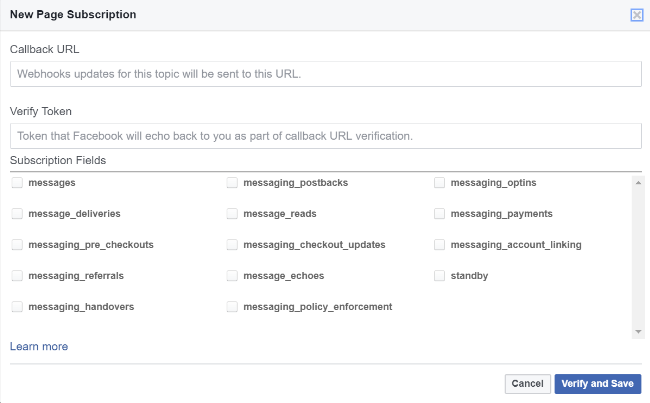 New Page Subscription
Callback URL
Webhooks updates for this topic will be sent to this URL.
Verify Token
Token that Facebook will echo back to you as part of callback URL verification.
Subscription Fields
messages messaging_postbacks messaging_optins
message_deliveries message_reads messaging_payments
messaging_pre_checkouts messaging_checkout_updates messaging_account_linking
messaging_referrals message_echoes standby
messaging_handovers messaging_policy_enforcement
Learn more
Cancel Verify and Save